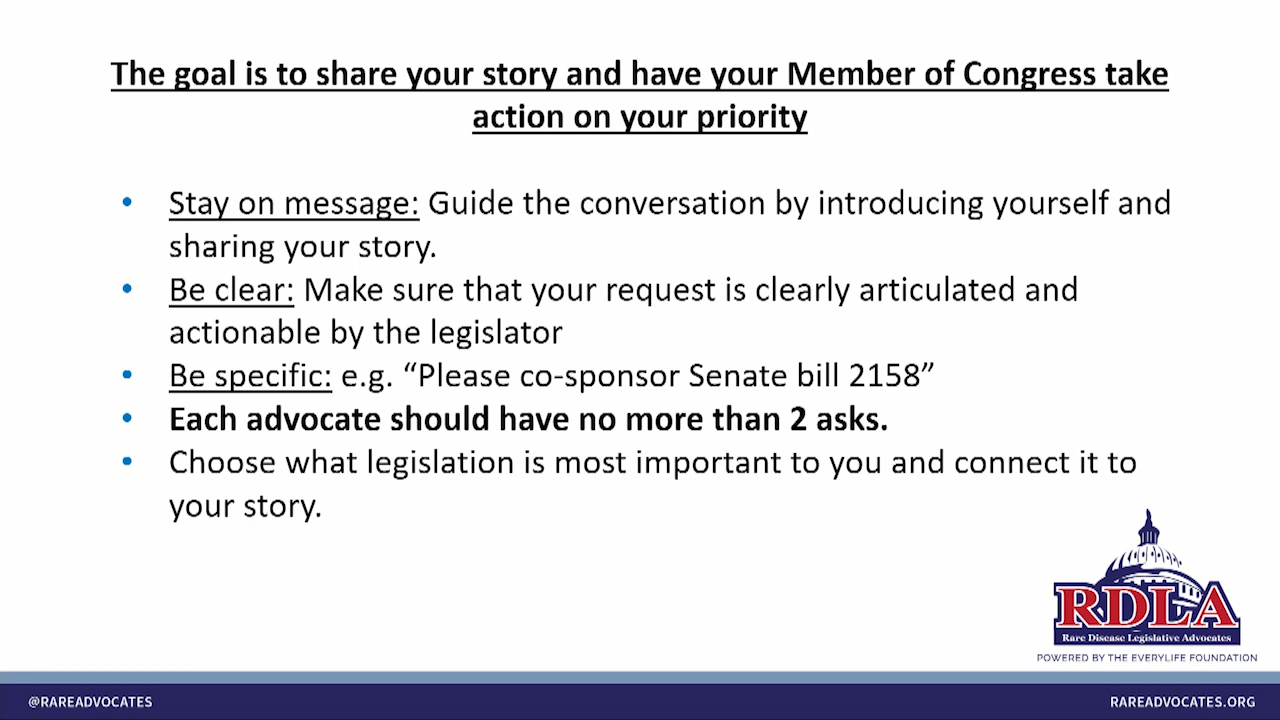 The goal is to share your story and have your Member of Congress take
action on your priority
• Stay on message: Guide the conversation by introducing yourself and
sharing your story.
• Be clear: Make sure that your request is clearly articulated and
actionable by the legislator
• Be specific: e.g. “Please co-sponsor Senate bill 2158”
• Each advocate should have no more than 2 asks.
• Choose what legislation is most important to you and connect it to
your story.
RDLA
Rare Disease Legislative Advocates
POWERED BY THE EVERYLIFE FOUNDATION
@RAREADVOCATES
RAREADVOCATES.ORG